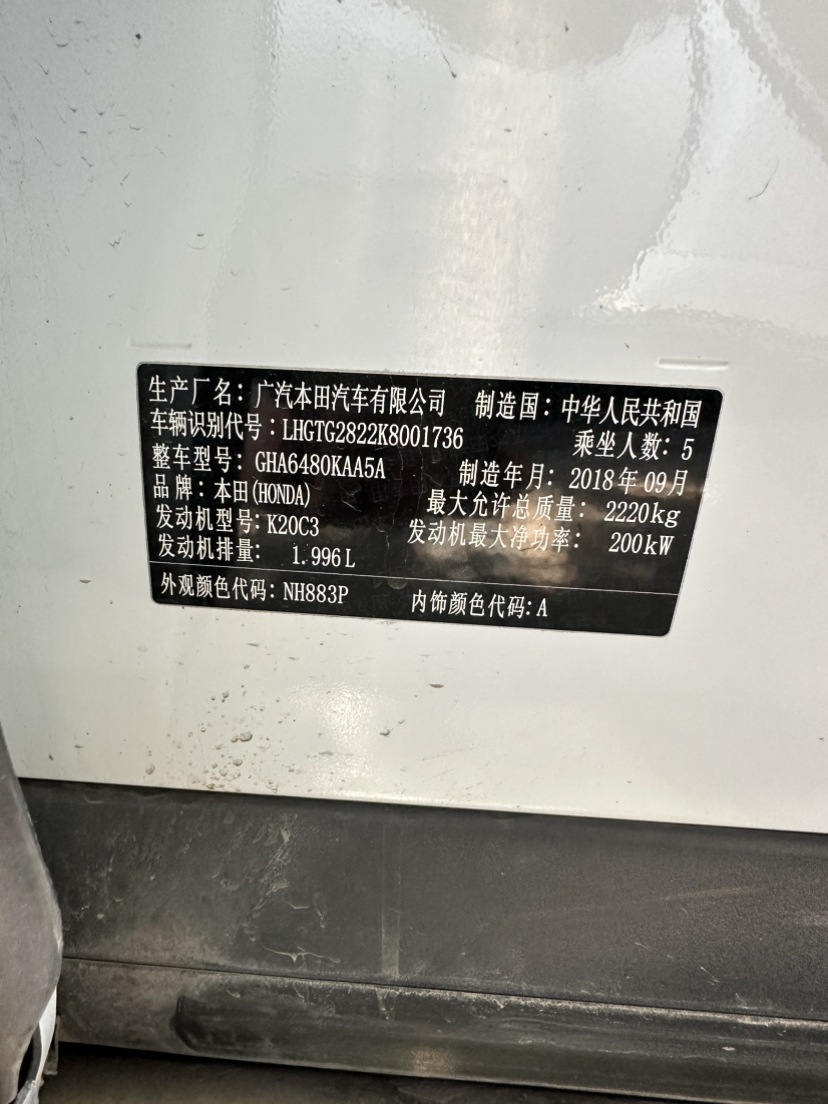 生产厂名：广汽本田汽车有限公司 制造国：中华人民共和国
车辆识别代号：LHGTG2822K8001736 乘坐人数：5
整车型号：GHA6480KAA5A 制造年月：2018年09月
品牌：本田(HONDA) 最大允许总质量：2220kg
发动机型号：K20C3 发动机最大净功率：200kW
发动机排量：1.996L
外观颜色代码：NH883P 内饰颜色代码：A